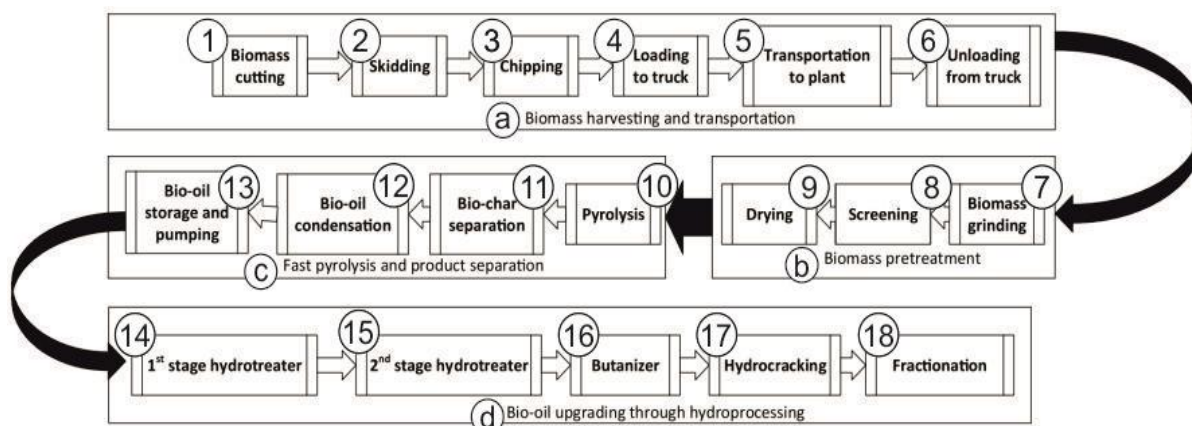 1
Biomass
cutting
2
Skidding
3
Chipping
4
Loading
to truck
5
Transportation
to plant
6
Unloading
from truck
a Biomass harvesting and transportation
7
Biomass
grinding
8
Screening
9
Drying
b Biomass pretreatment
10
Pyrolysis
11
Bio-char
separation
12
Bio-oil
condensation
13
Bio-oil
storage and
pumping
c Fast pyrolysis and product separation
14
1st stage hydrotreater
15
2nd stage hydrotreater
16
Butanizer
17
Hydrocracking
18
Fractionation
d Bio-oil upgrading through hydroprocessing